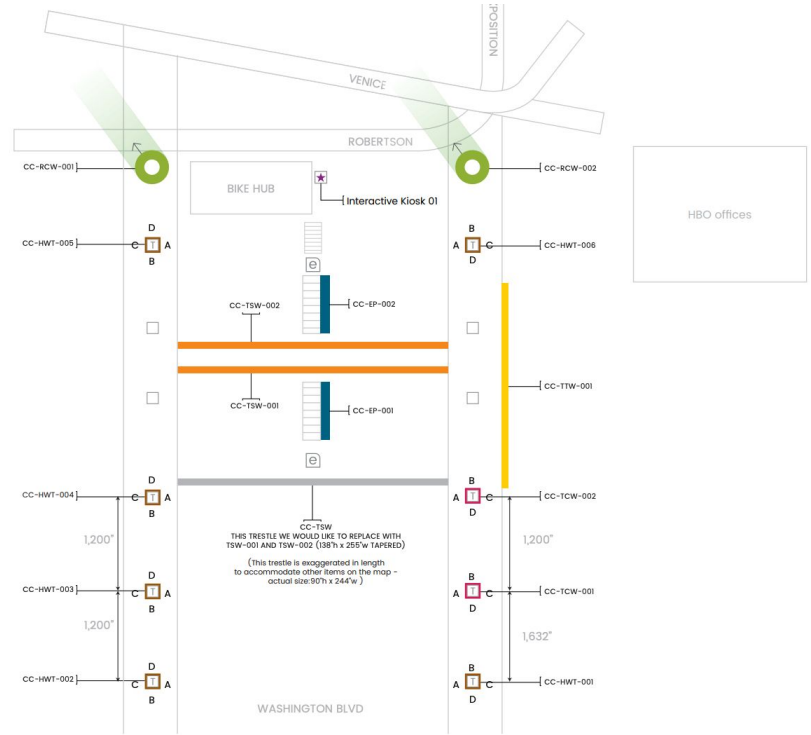 EXPOSITION
VENICE
ROBERTSON
CC-RCW-001
CC-RCW-002
BIKE HUB
HBO offices
Interactive Kiosk 01
D
B
CC-HWT-005
C T A
A T C
CC-HWT-006
B
D
e
CC-TSW-002
CC-EP-002
CC-TTW-001
CC-TSW-001
CC-EP-001
e
D
B
CC-HWT-004
C T A
A T C
CC-TCW-002
B
D
CC-TSW
THIS TRESTLE WE WOULD LIKE TO REPLACE WITH
TSW-001 AND TSW-002 (138"h x 255"w TAPERED)
1,200"
1,200"
(This trestle is exaggerated in length
to accommodate other items on the map -
actual size:90"h x 244"w )
D
B
CC-HWT-003
C T A
A T C
CC-TCW-001
B
D
1,200"
1,632"
D
B
CC-HWT-002
C T A
A T C
CC-HWT-001
B
D
WASHINGTON BLVD